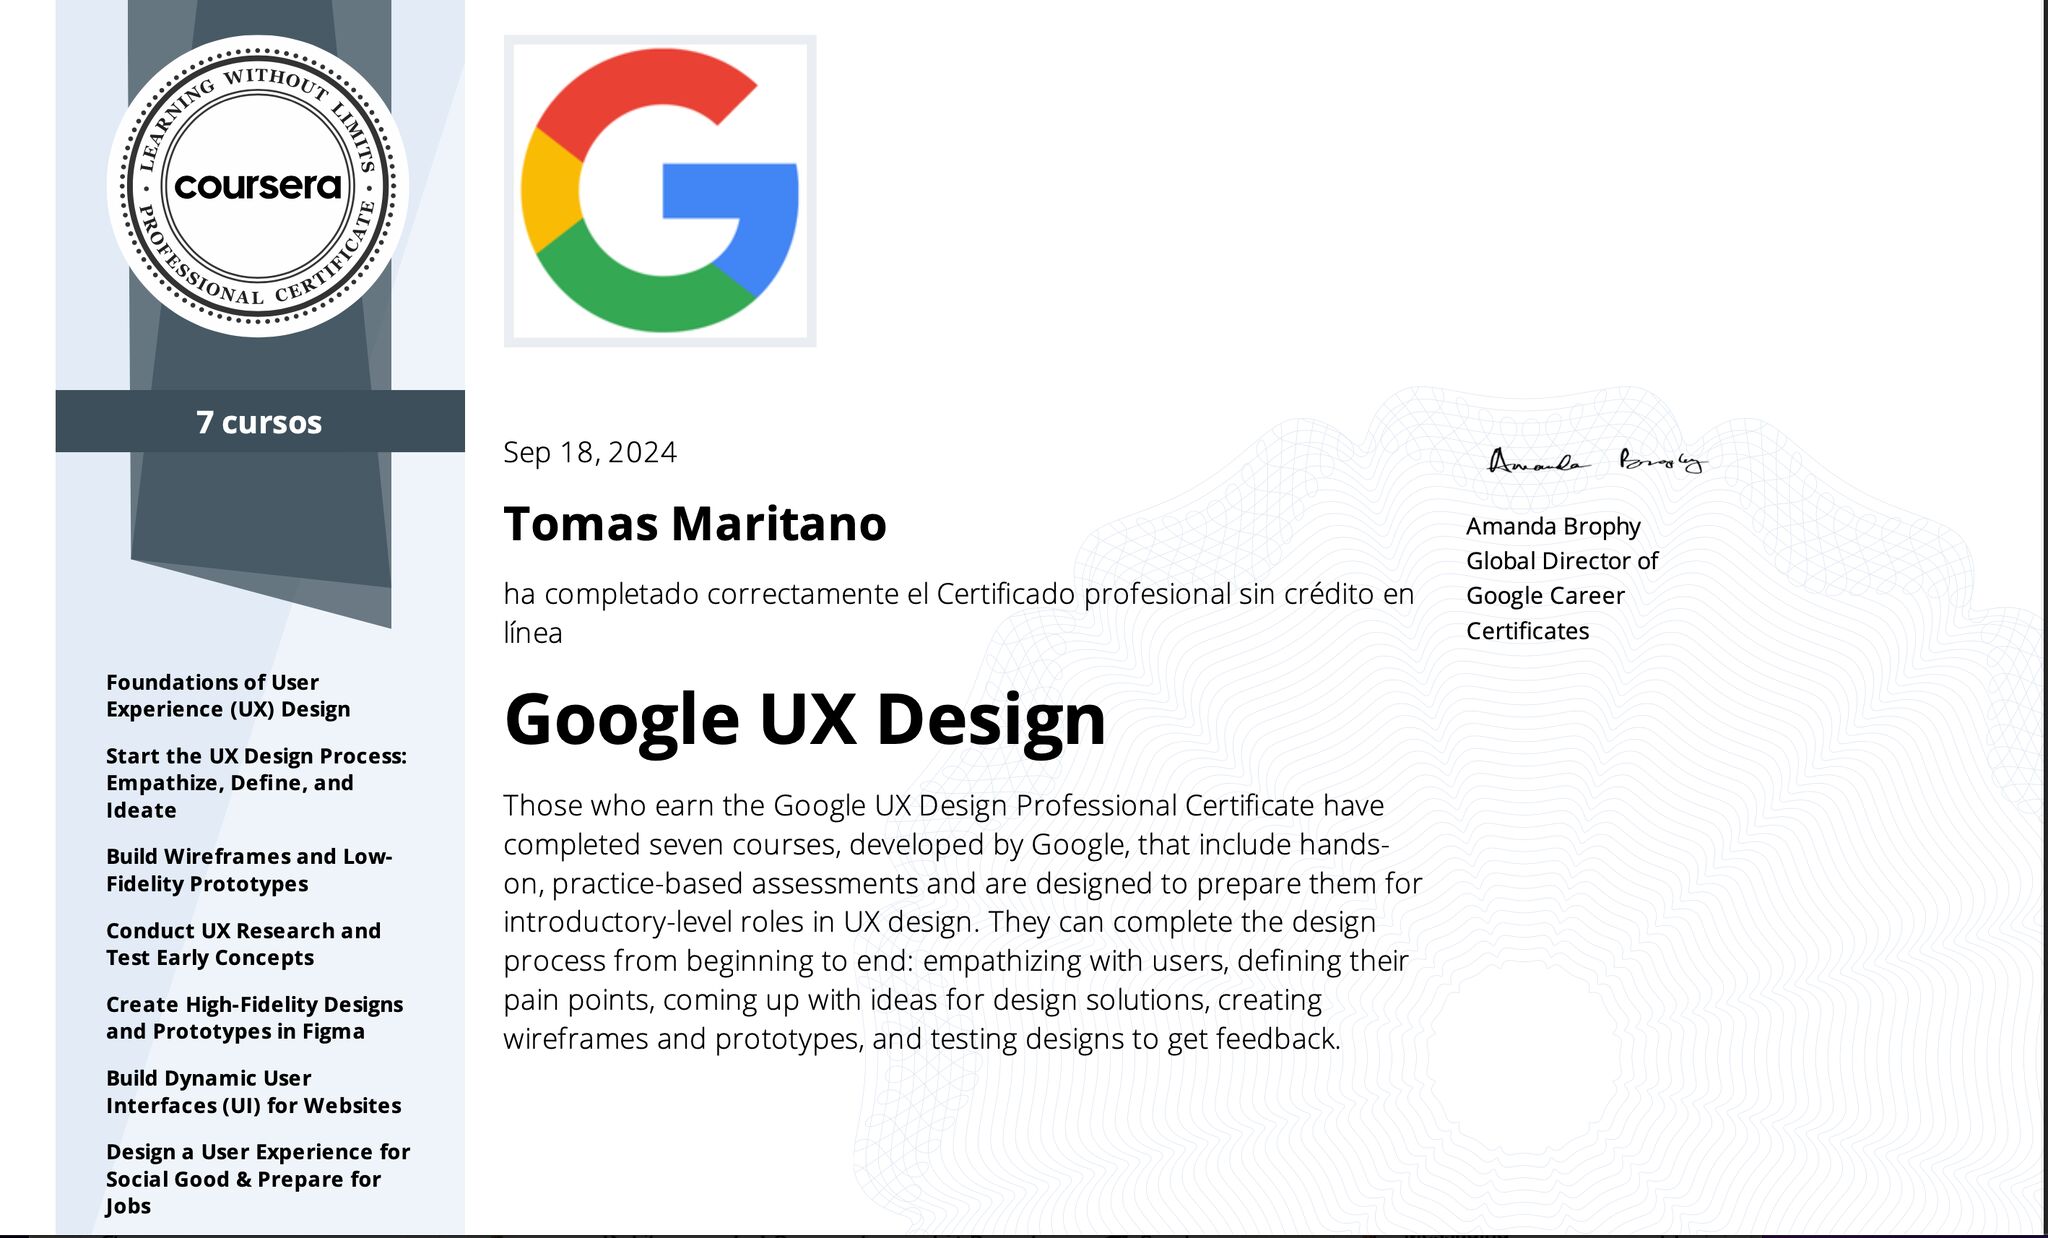 LEARNING WITHOUT LIMITS
coursera
PROFESSIONAL CERTIFICATE
7 cursos
Foundations of User
Experience (UX) Design
Start the UX Design Process:
Empathize, Define, and
Ideate
Build Wireframes and Low-
Fidelity Prototypes
Conduct UX Research and
Test Early Concepts
Create High-Fidelity Designs
and Prototypes in Figma
Build Dynamic User
Interfaces (UI) for Websites
Design a User Experience for
Social Good & Prepare for
Jobs
G
Sep 18, 2024
Tomas Maritano
ha completado correctamente el Certificado profesional sin crédito en
línea
Google UX Design
Those who earn the Google UX Design Professional Certificate have
completed seven courses, developed by Google, that include hands-
on, practice-based assessments and are designed to prepare them for
introductory-level roles in UX design. They can complete the design
process from beginning to end: empathizing with users, defining their
pain points, coming up with ideas for design solutions, creating
wireframes and prototypes, and testing designs to get feedback.
Amanda Brophy
Amanda Brophy
Global Director of
Google Career
Certificates